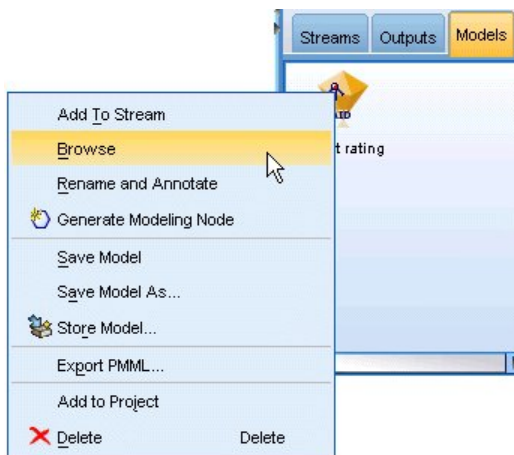 Streams Outputs Models
Add To Stream
Browse
t rating
Rename and Annotate
Generate Modeling Node
Save Model
Save Model As...
Store Model...
Export PMML...
Add to Project
Delete Delete